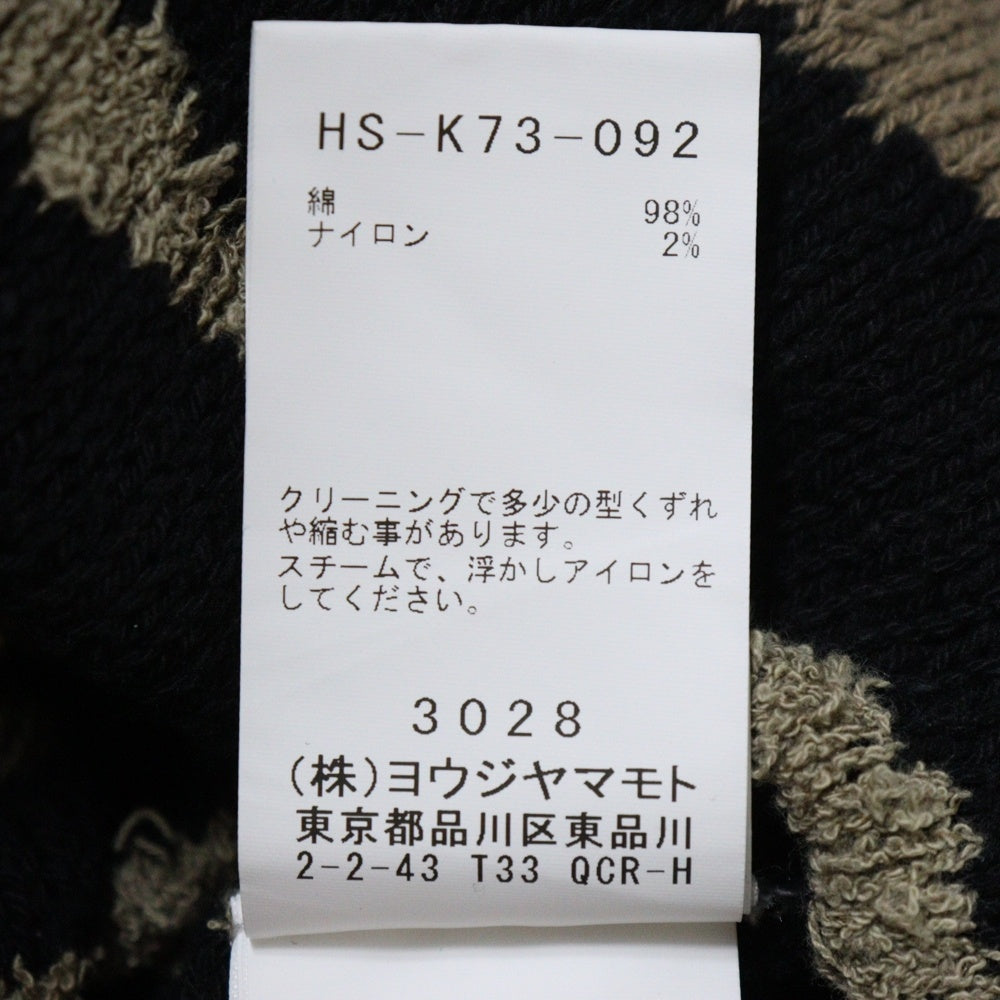 HS-K73-092
綿 98%
ナイロン 2%
クリーニングで多少の型くずれ
や縮む事があります。
スチームで、浮かしアイロンを
してください。
3028
(株)ヨウジヤマモト
東京都品川区東品川
2-2-43 T33 QCR-H